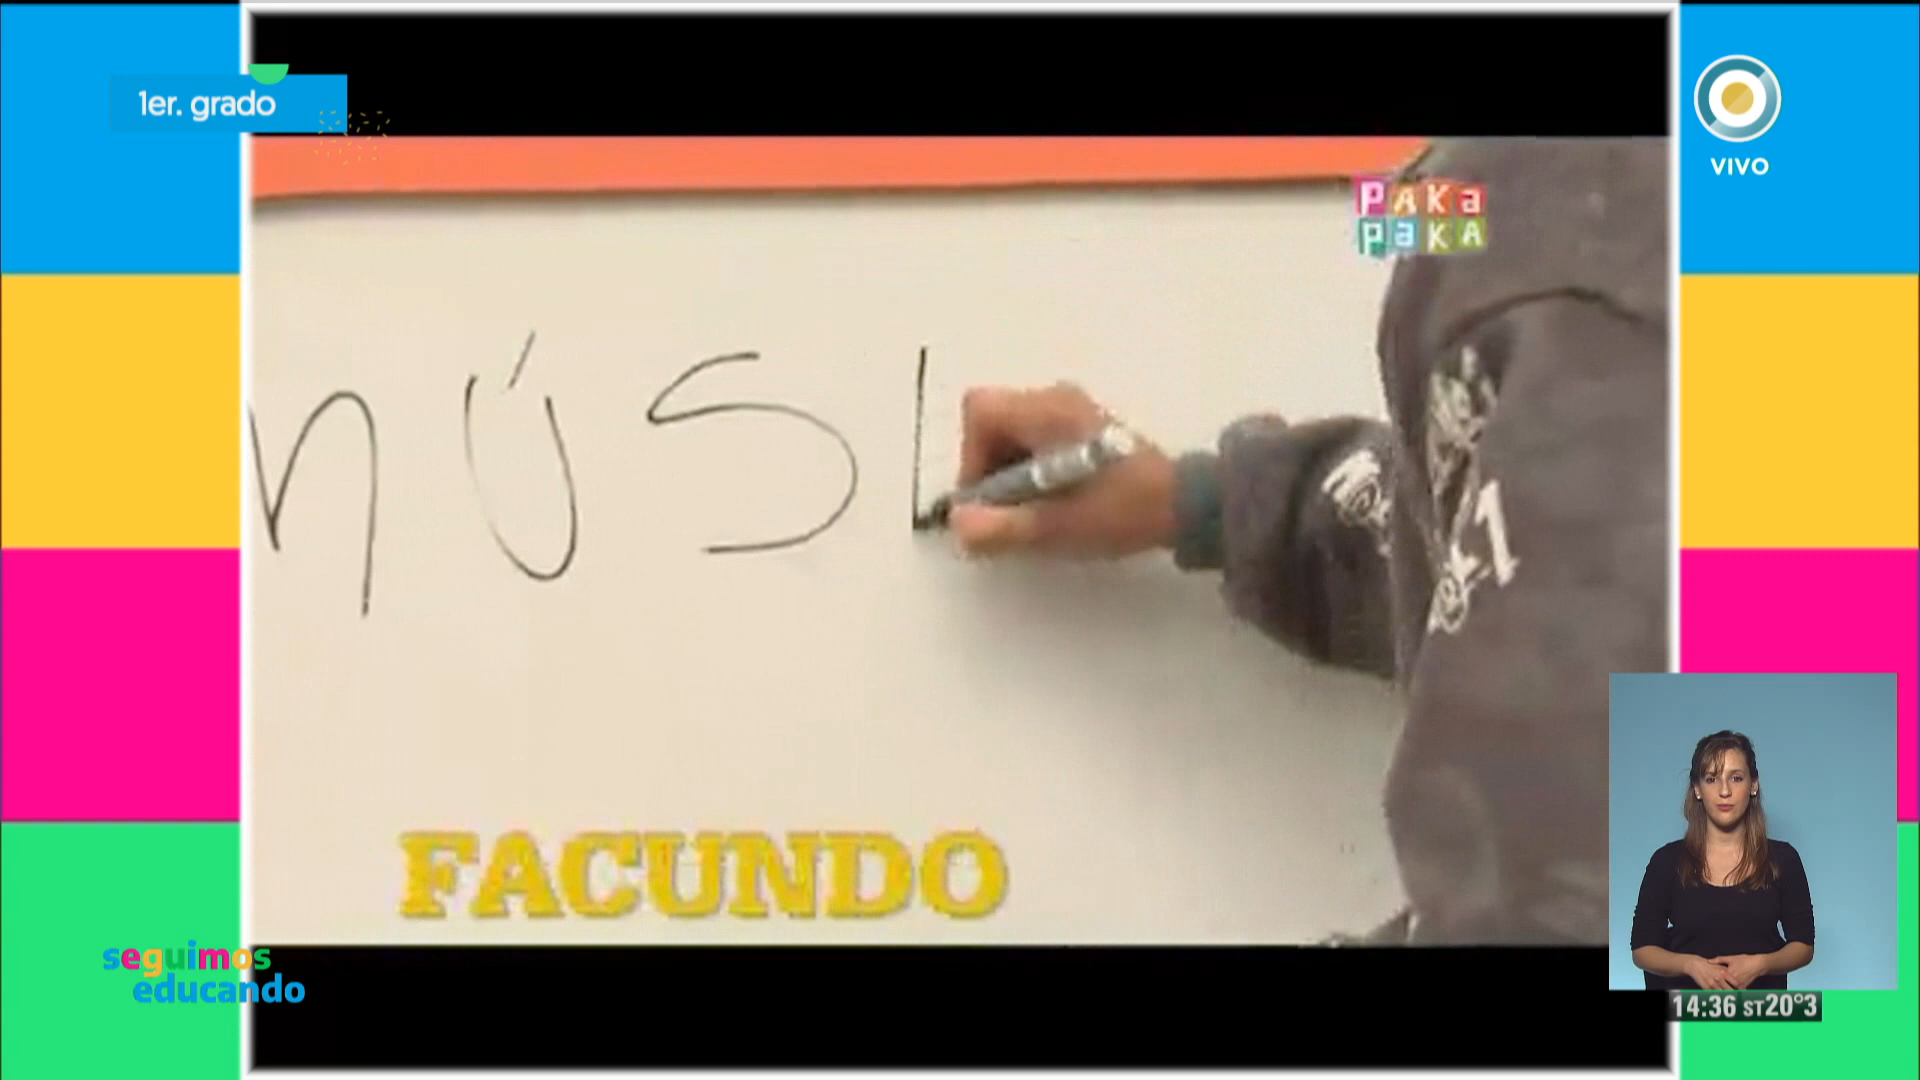 1er. grado
VIVO
PAKa
paKA
MÚSI
FACUNDO
seguimos
educando
14:36 ST20°3